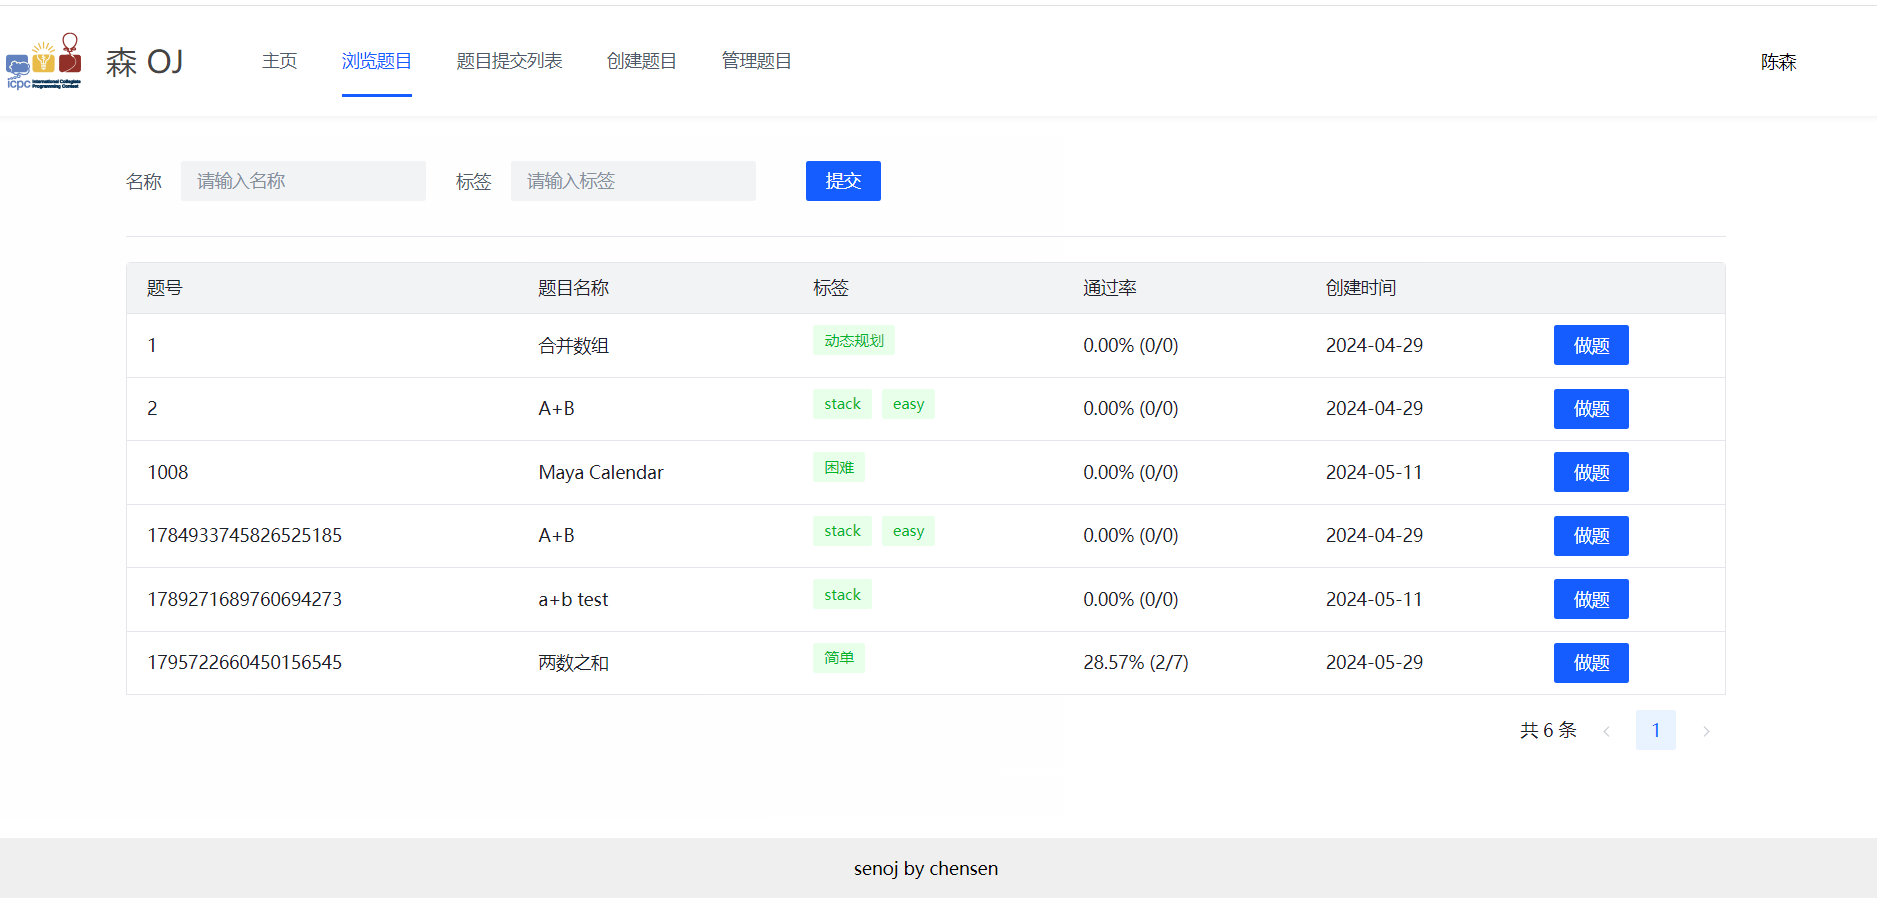 icpc International Collegiate Programming Contest
森 OJ 主页 浏览题目 题目提交列表 创建题目 管理题目 陈森
名称 请输入名称 标签 请输入标签 提交
题号 题目名称 标签 通过率 创建时间
1 合并数组 动态规划 0.00% (0/0) 2024-04-29 做题
2 A+B stack easy 0.00% (0/0) 2024-04-29 做题
1008 Maya Calendar 困难 0.00% (0/0) 2024-05-11 做题
1784933745826525185 A+B stack easy 0.00% (0/0) 2024-04-29 做题
1789271689760694273 a+b test stack 0.00% (0/0) 2024-05-11 做题
1795722660450156545 两数之和 简单 28.57% (2/7) 2024-05-29 做题
共 6 条 1
senoj by chensen